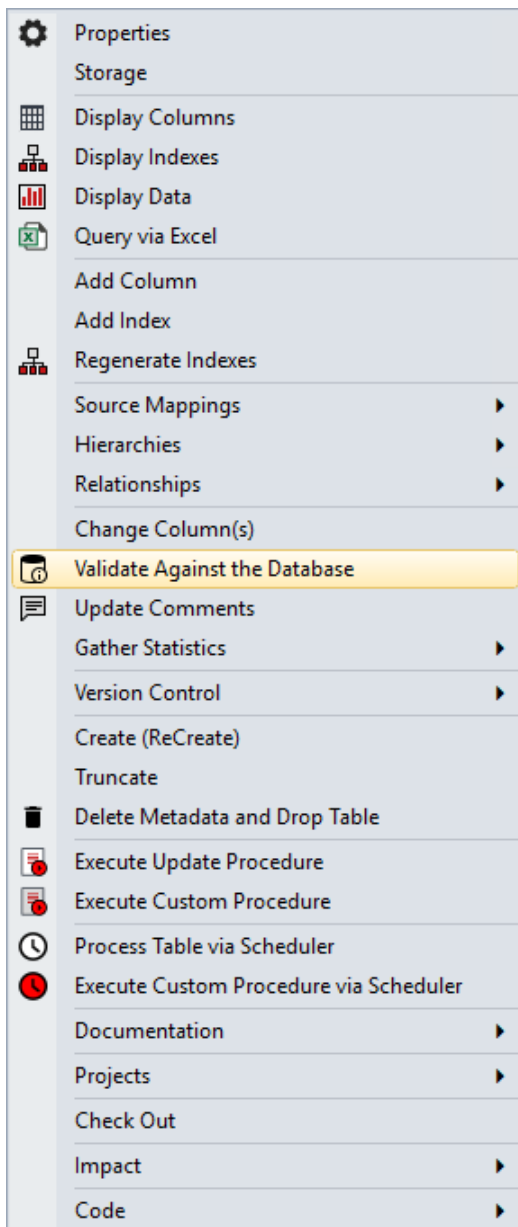 Properties
Storage
Display Columns
Display Indexes
Display Data
Query via Excel
Add Column
Add Index
Regenerate Indexes
Source Mappings
Hierarchies
Relationships
Change Column(s)
Validate Against the Database
Update Comments
Gather Statistics
Version Control
Create (ReCreate)
Truncate
Delete Metadata and Drop Table
Execute Update Procedure
Execute Custom Procedure
Process Table via Scheduler
Execute Custom Procedure via Scheduler
Documentation
Projects
Check Out
Impact
Code